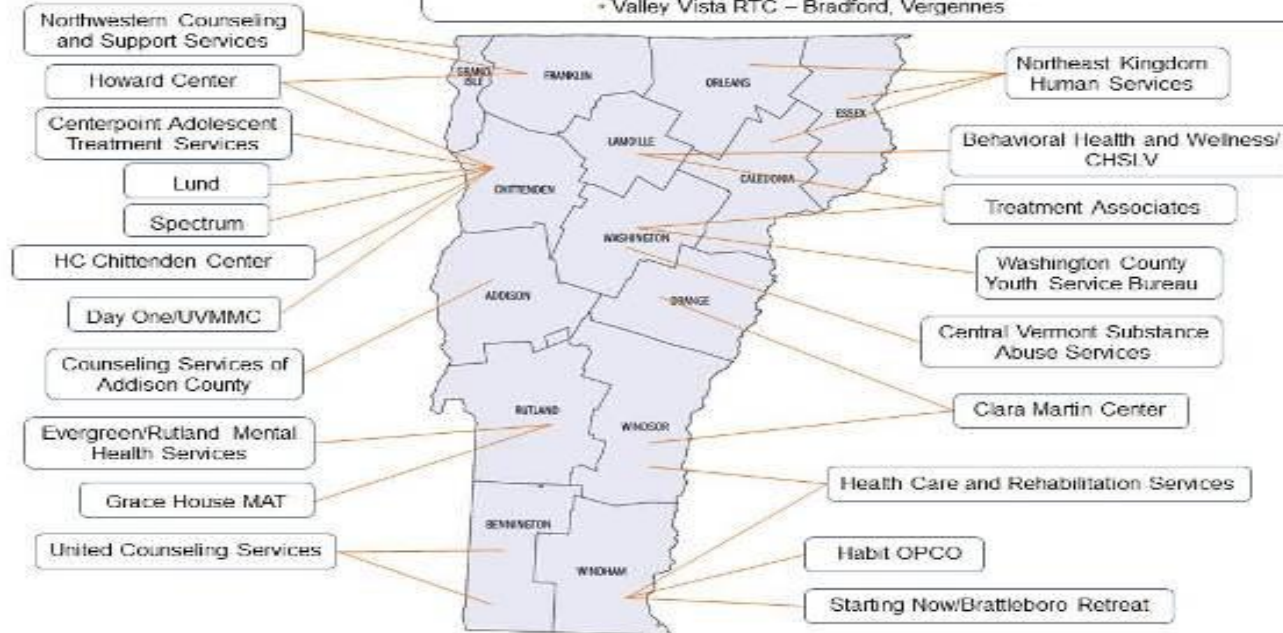 • Valley Vista RTC – Bradford, Vergennes
Northwestern Counseling
and Support Services
Howard Center
Centerpoint Adolescent
Treatment Services
Lund
Spectrum
HC Chittenden Center
Day One/UVMMC
Counseling Services of
Addison County
Evergreen/Rutland Mental
Health Services
Grace House MAT
United Counseling Services
GRAND
ISLE
FRANKLIN
ORLEANS
ESSEX
LAMOILLE
CALEDONIA
CHITTENDEN
WASHINGTON
ADDISON
ORANGE
RUTLAND
WINDSOR
BENNINGTON
WINDHAM
Northeast Kingdom
Human Services
Behavioral Health and Wellness/
CHSLV
Treatment Associates
Washington County
Youth Service Bureau
Central Vermont Substance
Abuse Services
Clara Martin Center
Health Care and Rehabilitation Services
Habit OPCO
Starting Now/Brattleboro Retreat